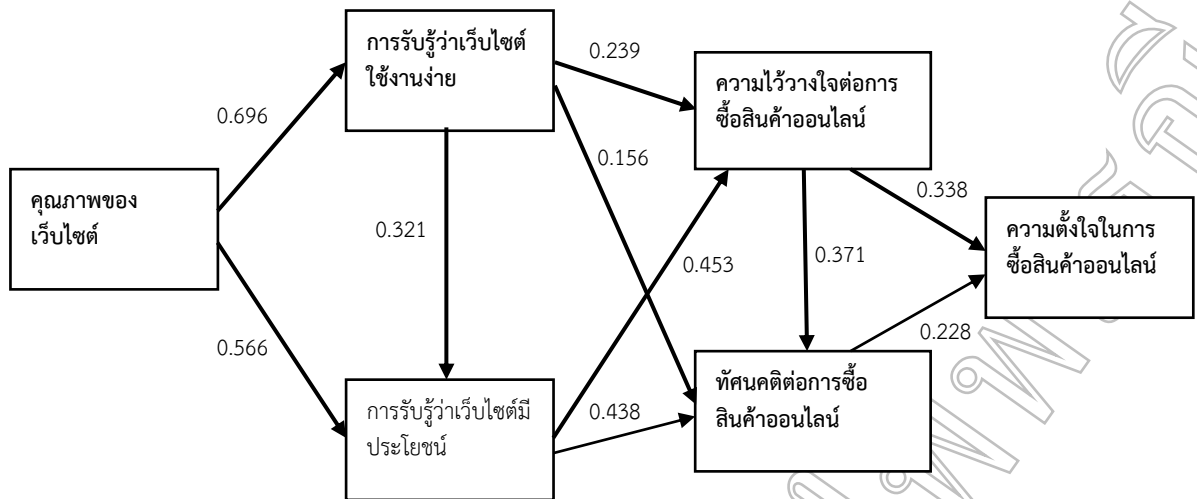 การรับรู้ว่าเว็บไซต์
ใช้งานง่าย
0.239
ความไว้วางใจต่อการ
ซื้อสินค้าออนไลน์
0.696
0.156
คุณภาพของ
เว็บไซต์
0.338
0.321
ความตั้งใจในการ
ซื้อสินค้าออนไลน์
0.453
0.371
0.566
0.228
การรับรู้ว่าเว็บไซต์มี
ประโยชน์
0.438
ทัศนคติต่อการซื้อ
สินค้าออนไลน์